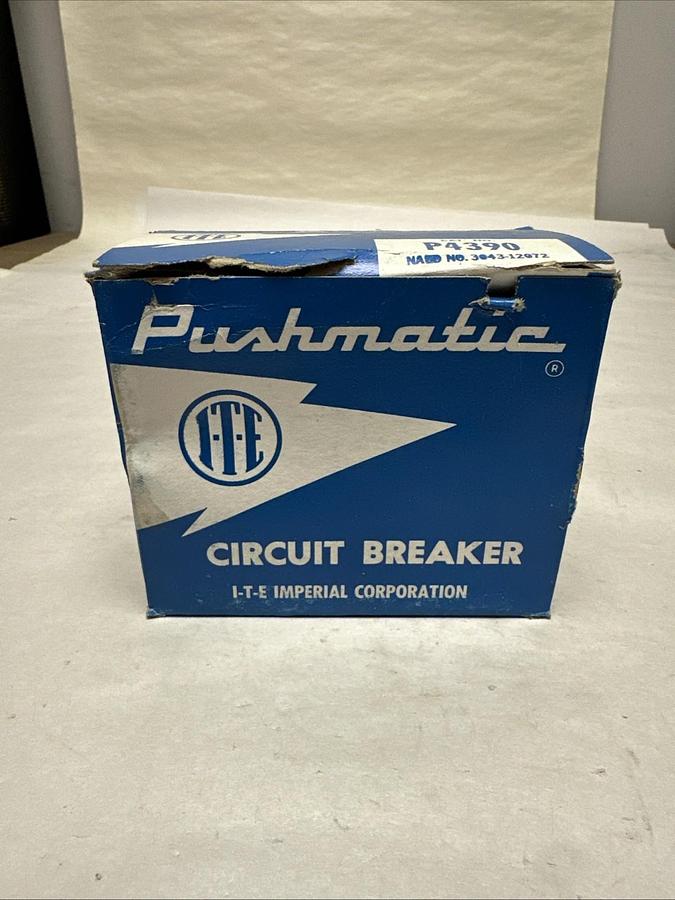 P4390
NAED NO. 3043-12072
Pushmatic
®
I-T-E
CIRCUIT BREAKER
I-T-E IMPERIAL CORPORATION